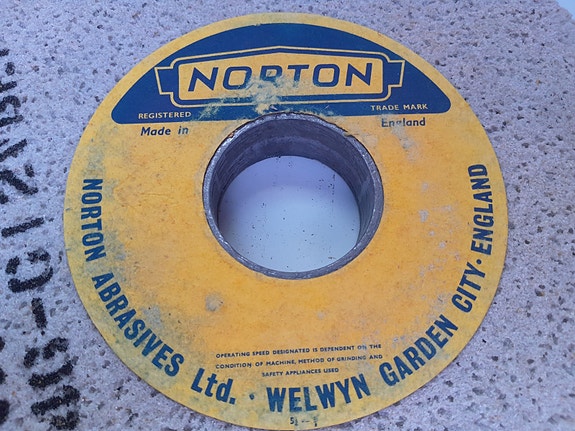 NORTON
REGISTERED TRADE MARK
Made in England
OPERATING SPEED DESIGNATED IS DEPENDENT ON THE
CONDITION OF MACHINE, METHOD OF GRINDING AND
SAFETY APPLIANCES USED
NORTON ABRASIVES Ltd. · WELWYN GARDEN CITY · ENGLAND